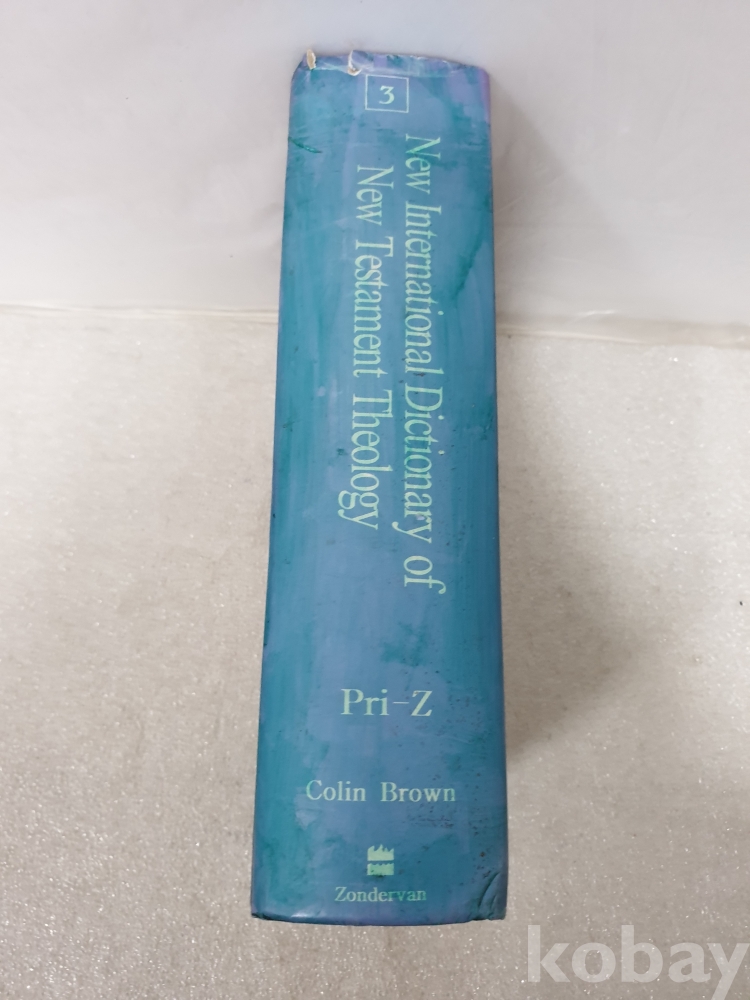 3
New International Dictionary of
New Testament Theology
Pri–Z
Colin Brown
Zondervan
kobay